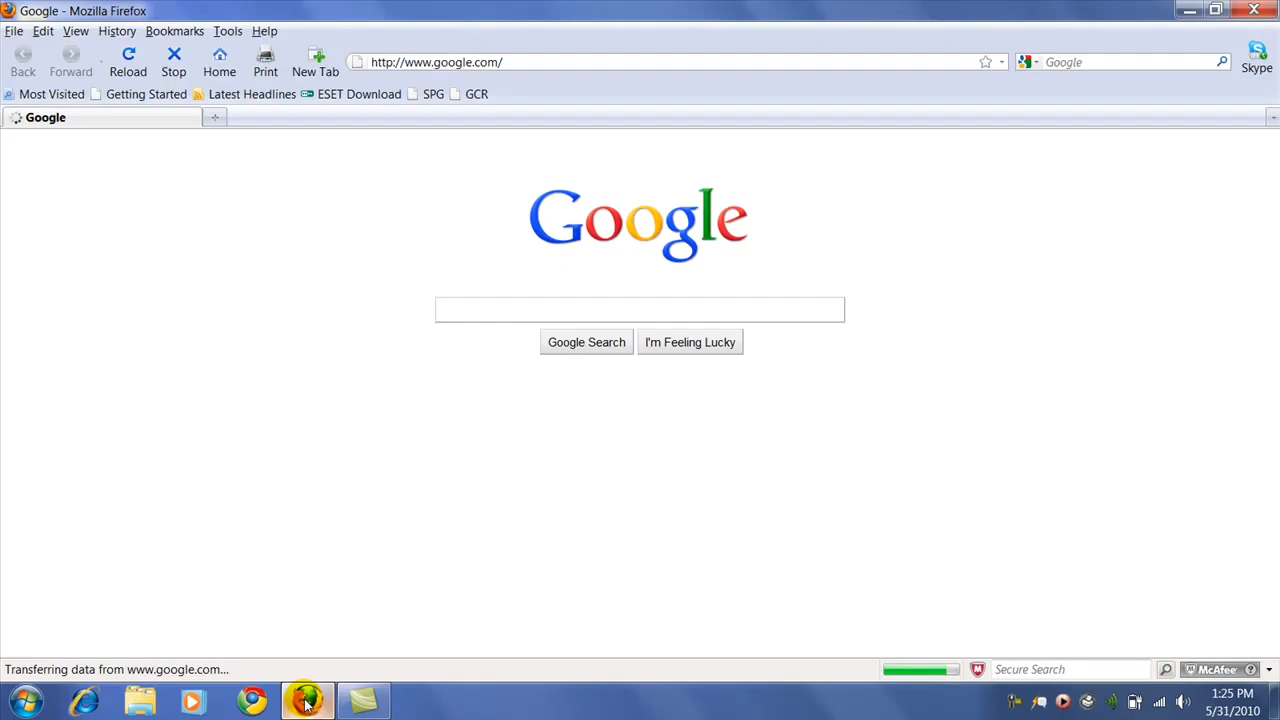 Google - Mozilla Firefox
File Edit View History Bookmarks Tools Help
Back Forward Reload Stop Home Print New Tab http://www.google.com/ Google Skype
Most Visited Getting Started Latest Headlines ESET Download SPG GCR
Google
Google
Google Search I'm Feeling Lucky
Transferring data from www.google.com... Secure Search McAfee
1:25 PM
5/31/2010